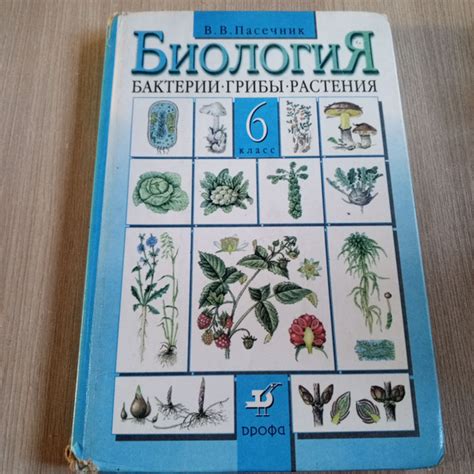 В. В. Пасечник
БИОЛОГИЯ
БАКТЕРИИ·ГРИБЫ·РАСТЕНИЯ
6
класс
ДРОФА